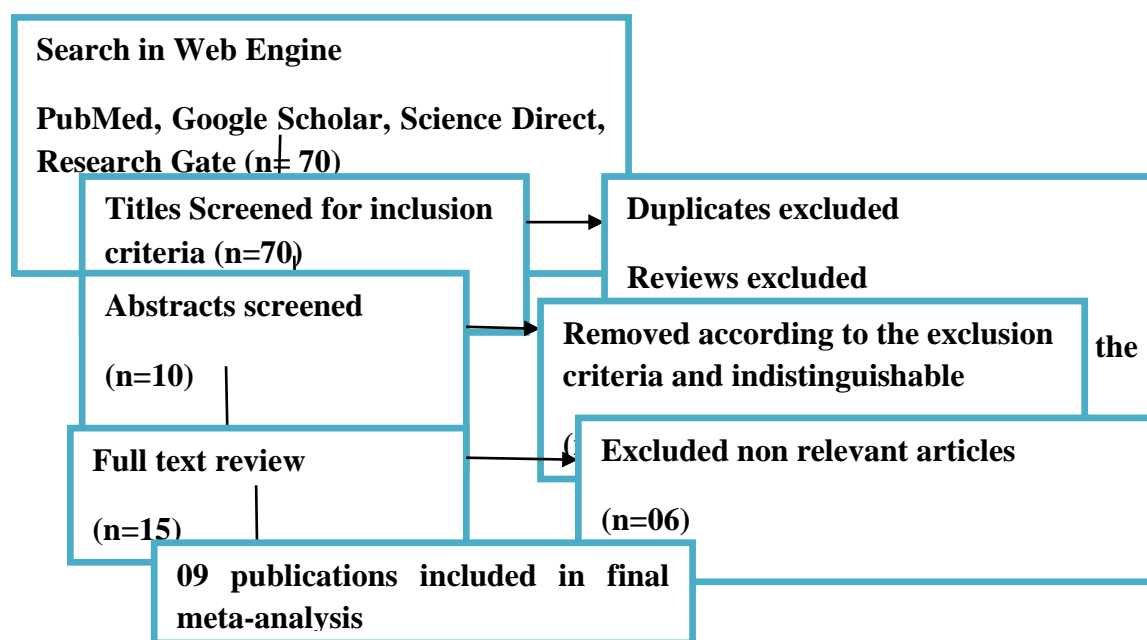 Search in Web Engine
PubMed, Google Scholar, Science Direct,
Research Gate (n= 70)
Titles Screened for inclusion
criteria (n=70)
Duplicates excluded
Reviews excluded
Abstracts screened
(n=10)
Removed according to the exclusion
criteria and indistinguishable
the
Full text review
(n=15)
Excluded non relevant articles
(n=06)
09 publications included in final
meta-analysis